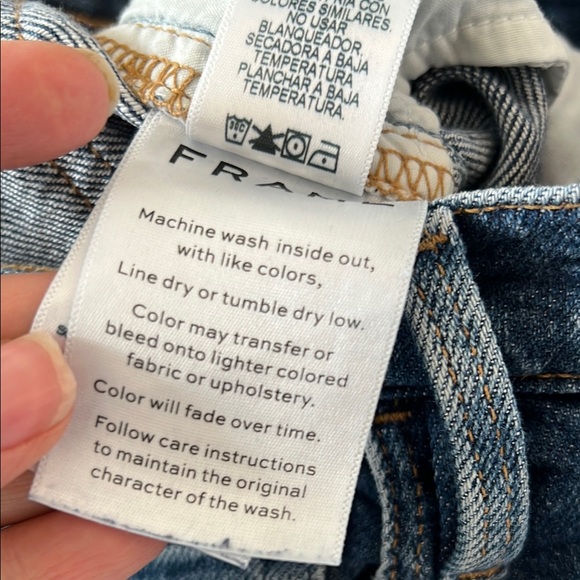 COLORES SIMILARES.
NO USAR
BLANQUEADOR.
SECADORA A BAJA
TEMPERATURA.
PLANCHAR A BAJA
TEMPERATURA.
30C
FRAME
Machine wash inside out,
with like colors,
Line dry or tumble dry low.
Color may transfer or
bleed onto lighter colored
fabric or upholstery.
Color will fade over time.
Follow care instructions
to maintain the original
character of the wash.